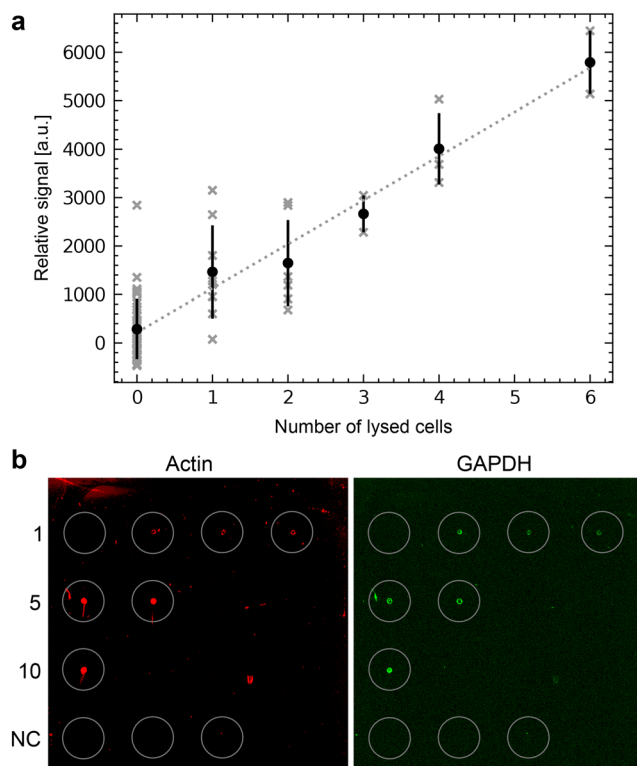 a
6000
5000
4000
3000
2000
1000
0
Relative signal [a.u.]
0 1 2 3 4 5 6
Number of lysed cells
b
Actin GAPDH
1
5
10
NC